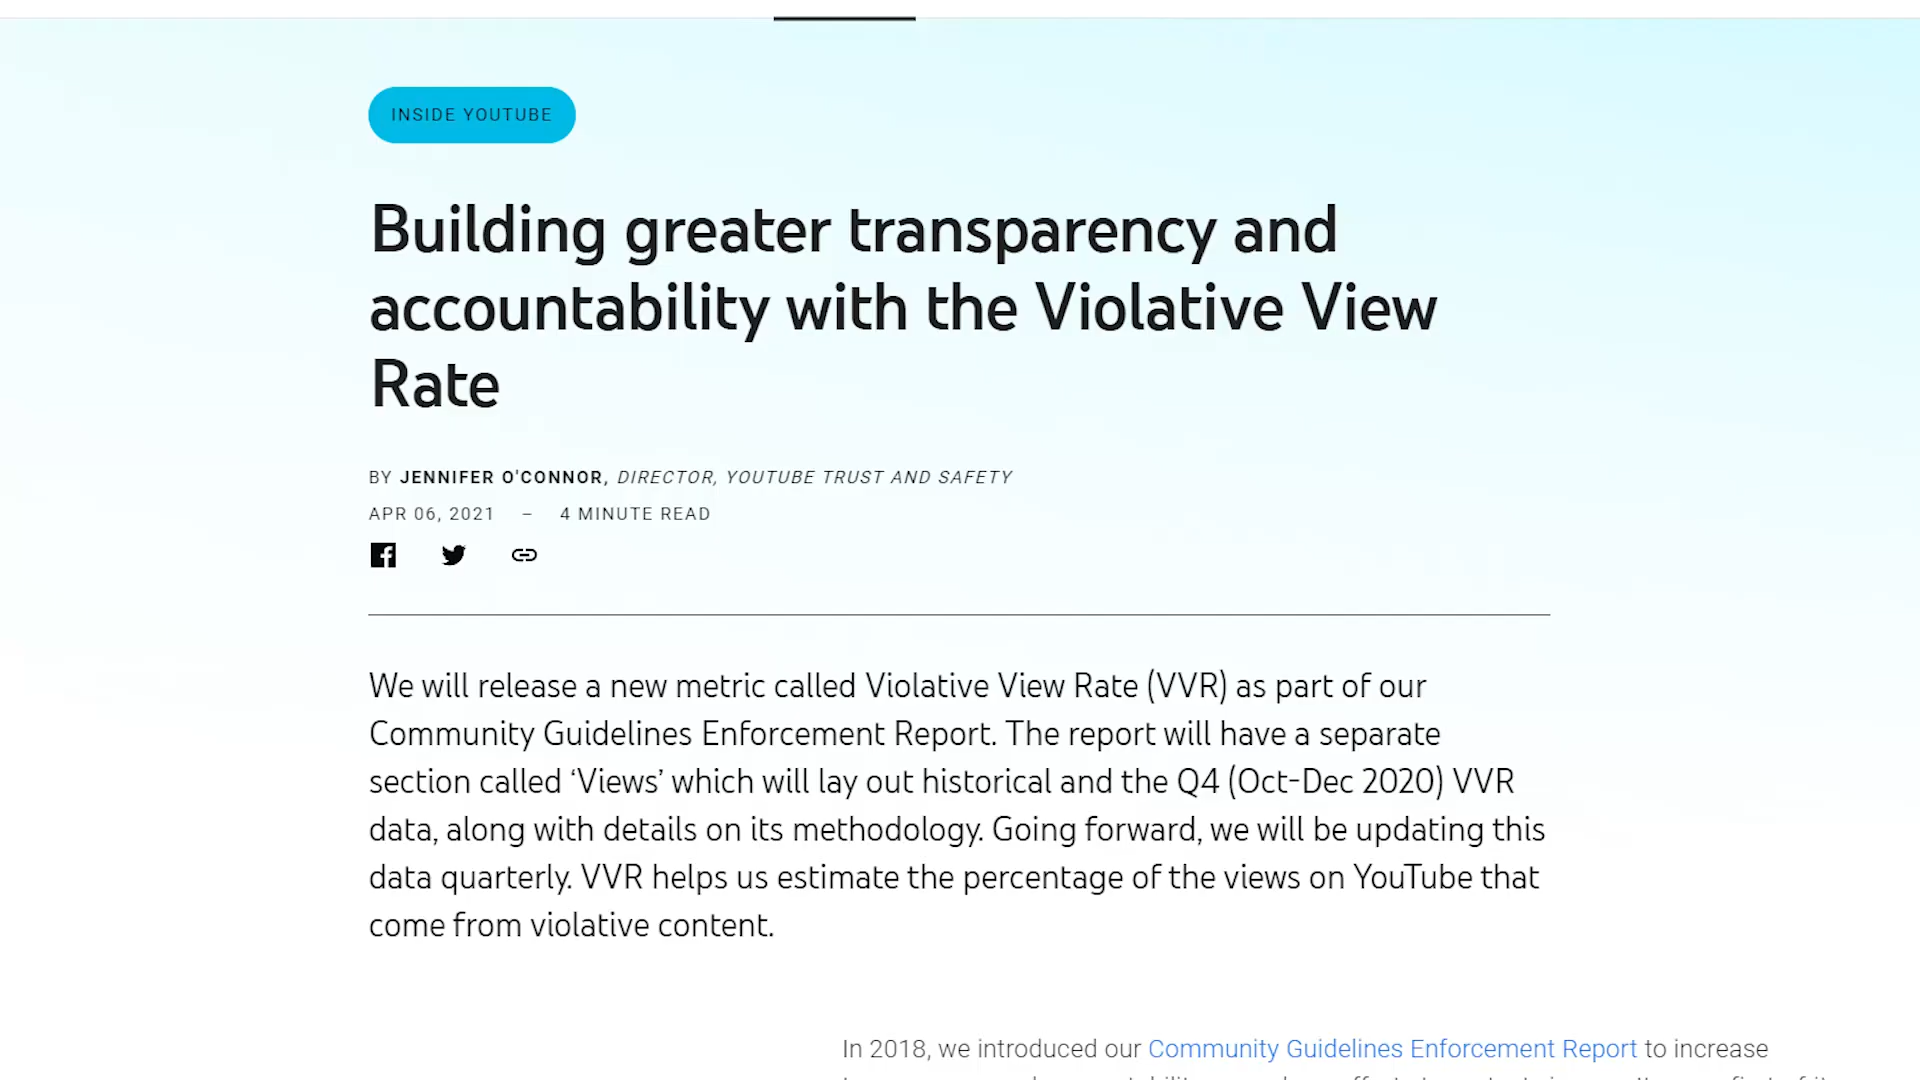 INSIDE YOUTUBE
Building greater transparency and
accountability with the Violative View
Rate
BY JENNIFER O'CONNOR, DIRECTOR, YOUTUBE TRUST AND SAFETY
APR 06, 2021 – 4 MINUTE READ
We will release a new metric called Violative View Rate (VVR) as part of our
Community Guidelines Enforcement Report. The report will have a separate
section called ‘Views’ which will lay out historical and the Q4 (Oct-Dec 2020) VVR
data, along with details on its methodology. Going forward, we will be updating this
data quarterly. VVR helps us estimate the percentage of the views on YouTube that
come from violative content.
In 2018, we introduced our Community Guidelines Enforcement Report to increase